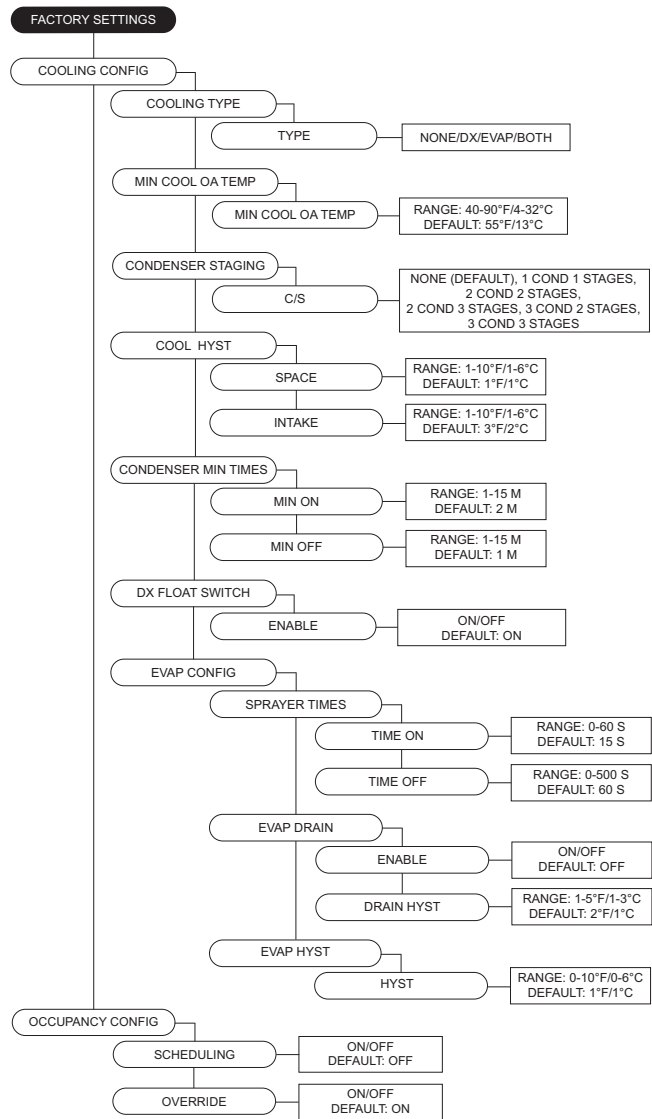 FACTORY SETTINGS
COOLING CONFIG
COOLING TYPE
TYPE
NONE/DX/EVAP/BOTH
MIN COOL OA TEMP
MIN COOL OA TEMP
RANGE: 40-90°F/4-32°C
DEFAULT: 55°F/13°C
CONDENSER STAGING
C/S
NONE (DEFAULT), 1 COND 1 STAGES,
2 COND 2 STAGES,
2 COND 3 STAGES, 3 COND 2 STAGES,
3 COND 3 STAGES
COOL HYST
SPACE
RANGE: 1-10°F/1-6°C
DEFAULT: 1°F/1°C
INTAKE
RANGE: 1-10°F/1-6°C
DEFAULT: 3°F/2°C
CONDENSER MIN TIMES
MIN ON
RANGE: 1-15 M
DEFAULT: 2 M
MIN OFF
RANGE: 1-15 M
DEFAULT: 1 M
DX FLOAT SWITCH
ENABLE
ON/OFF
DEFAULT: ON
EVAP CONFIG
SPRAYER TIMES
TIME ON
RANGE: 0-60 S
DEFAULT: 15 S
TIME OFF
RANGE: 0-500 S
DEFAULT: 60 S
EVAP DRAIN
ENABLE
ON/OFF
DEFAULT: OFF
DRAIN HYST
RANGE: 1-5°F/1-3°C
DEFAULT: 2°F/1°C
EVAP HYST
HYST
RANGE: 0-10°F/0-6°C
DEFAULT: 1°F/1°C
OCCUPANCY CONFIG
SCHEDULING
ON/OFF
DEFAULT: OFF
OVERRIDE
ON/OFF
DEFAULT: ON